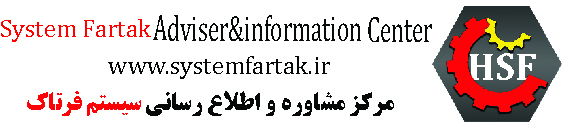 System Fartak Adviser&information Center
www.systemfartak.ir
مرکز مشاوره و اطلاع رسانی سیستم فرتاک
HSF